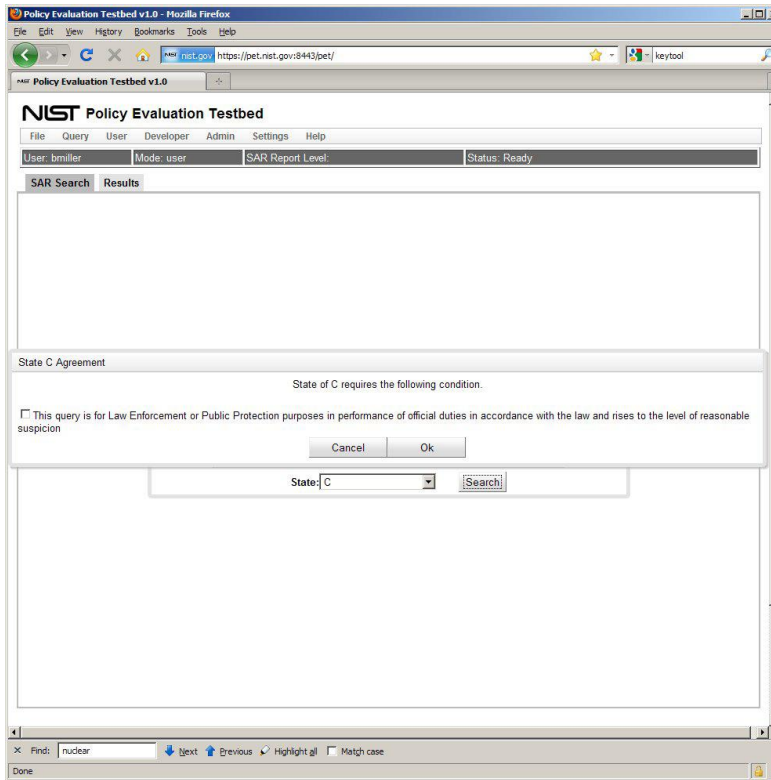 Policy Evaluation Testbed v1.0 - Mozilla Firefox
File Edit View History Bookmarks Tools Help
NIST nist.gov https://pet.nist.gov:8443/pet/ keytool
NIST Policy Evaluation Testbed v1.0
NIST Policy Evaluation Testbed
File Query User Developer Admin Settings Help
User: bmiller Mode: user SAR Report Level: Status: Ready
SAR Search Results
State C Agreement
State of C requires the following condition.
This query is for Law Enforcement or Public Protection purposes in performance of official duties in accordance with the law and rises to the level of reasonable
suspicion
Cancel Ok
State: C Search
Find: nuclear Next Previous Highlight all Match case
Done